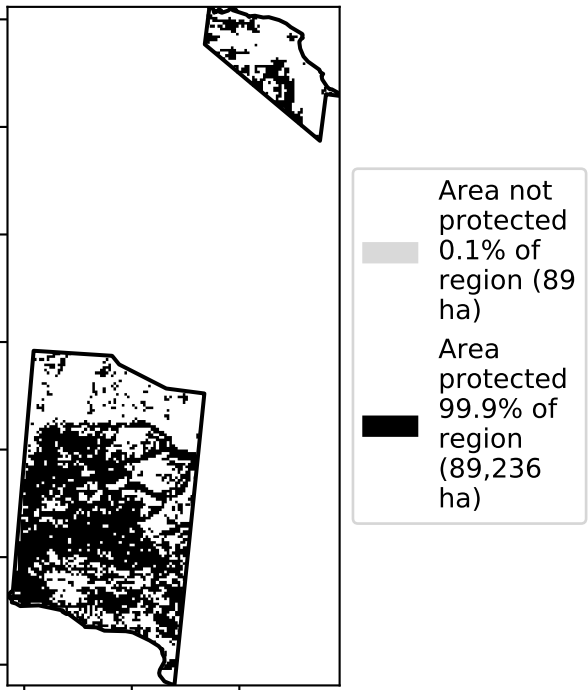 Area not
protected
0.1% of
region (89
ha)
Area
protected
99.9% of
region
(89,236
ha)